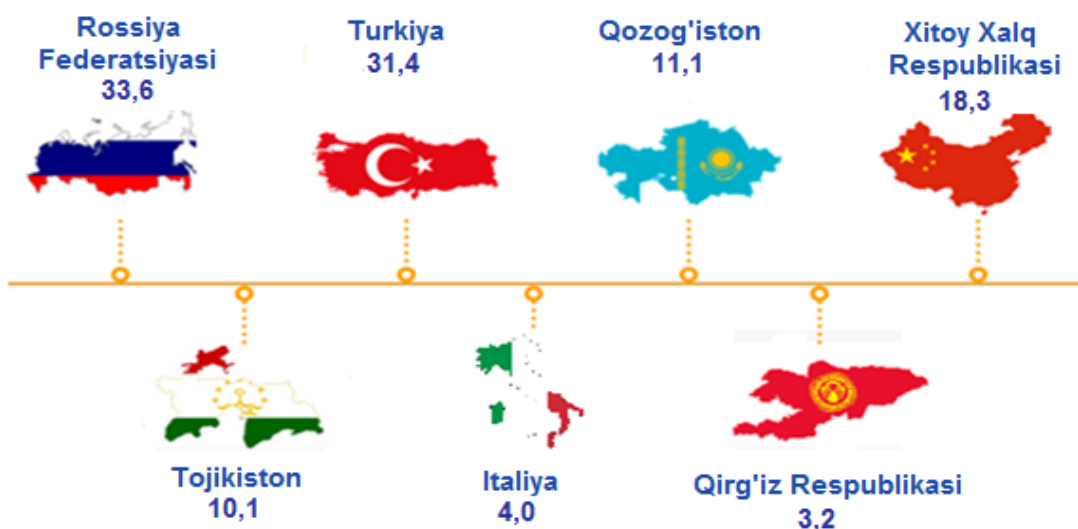 Rossiya
Federatsiyasi
33,6
Turkiya
31,4
Qozog'iston
11,1
Xitoy Xalq
Respublikasi
18,3
Tojikiston
10,1
Italiya
4,0
Qirg'iz Respublikasi
3,2